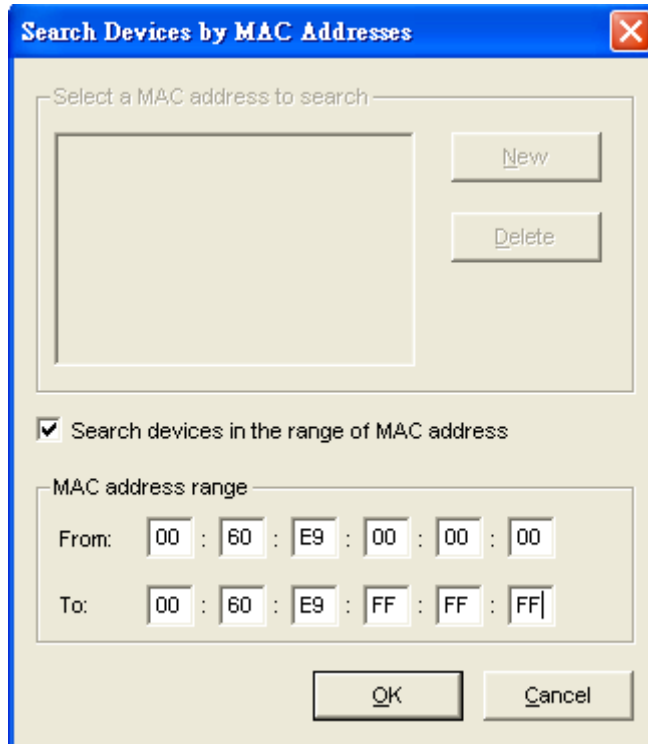 Search Devices by MAC Addresses
Select a MAC address to search
New
Delete
Search devices in the range of MAC address
MAC address range
From: 00 : 60 : E9 : 00 : 00 : 00
To: 00 : 60 : E9 : FF : FF : FF
OK Cancel